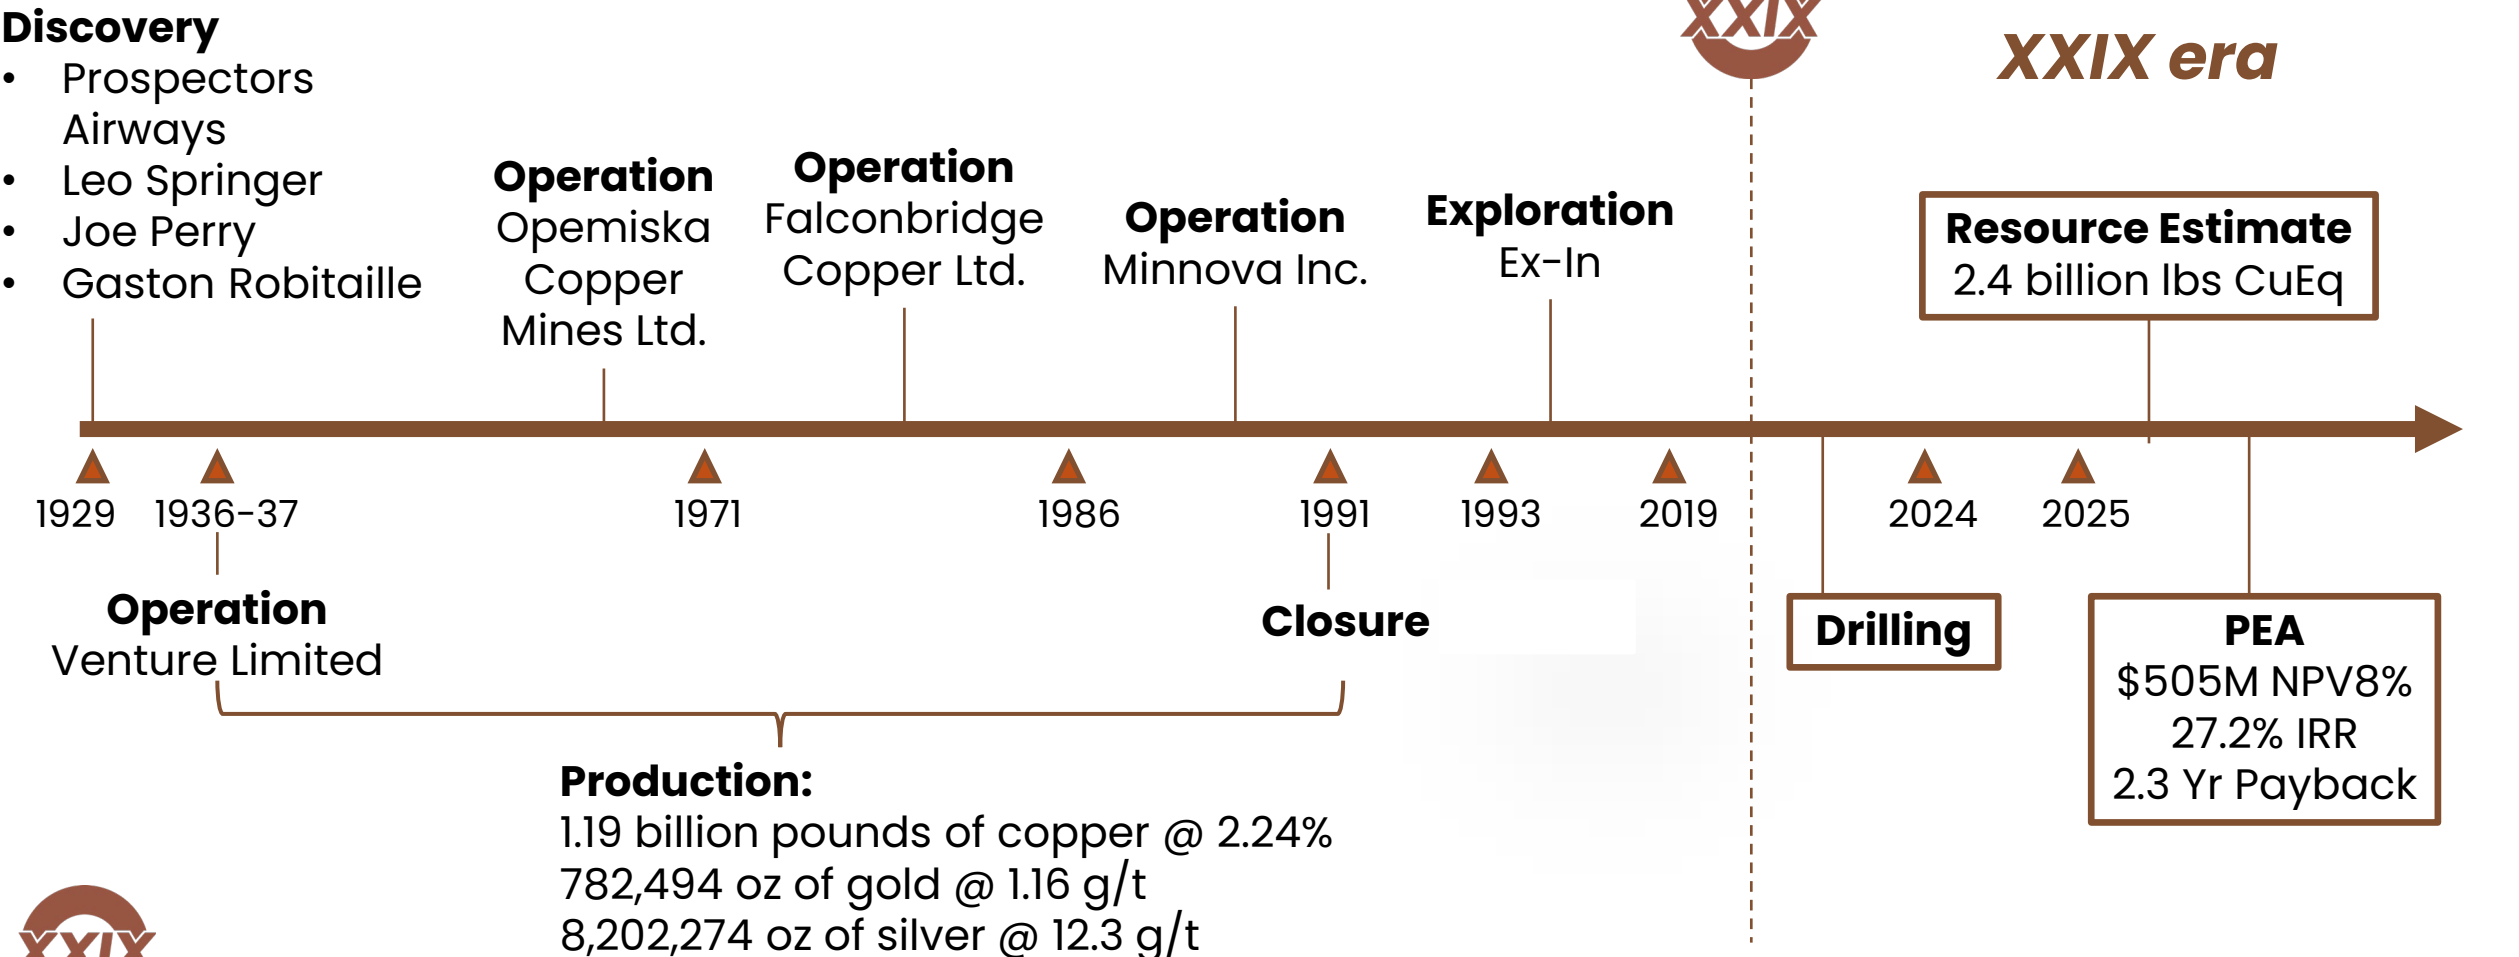 XXIX
XXIX era
Discovery
• Prospectors
Airways
• Leo Springer
• Joe Perry
• Gaston Robitaille
Operation
Opemiska
Copper
Mines Ltd.
Operation
Falconbridge
Copper Ltd.
Operation
Minnova Inc.
Exploration
Ex-In
Resource Estimate
2.4 billion lbs CuEq
1929
1936-37
1971
1986
1991
1993
2019
2024
2025
Operation
Venture Limited
Closure
Drilling
PEA
$505M NPV8%
27.2% IRR
2.3 Yr Payback
Production:
1.19 billion pounds of copper @ 2.24%
782,494 oz of gold @ 1.16 g/t
8,202,274 oz of silver @ 12.3 g/t
XXIX